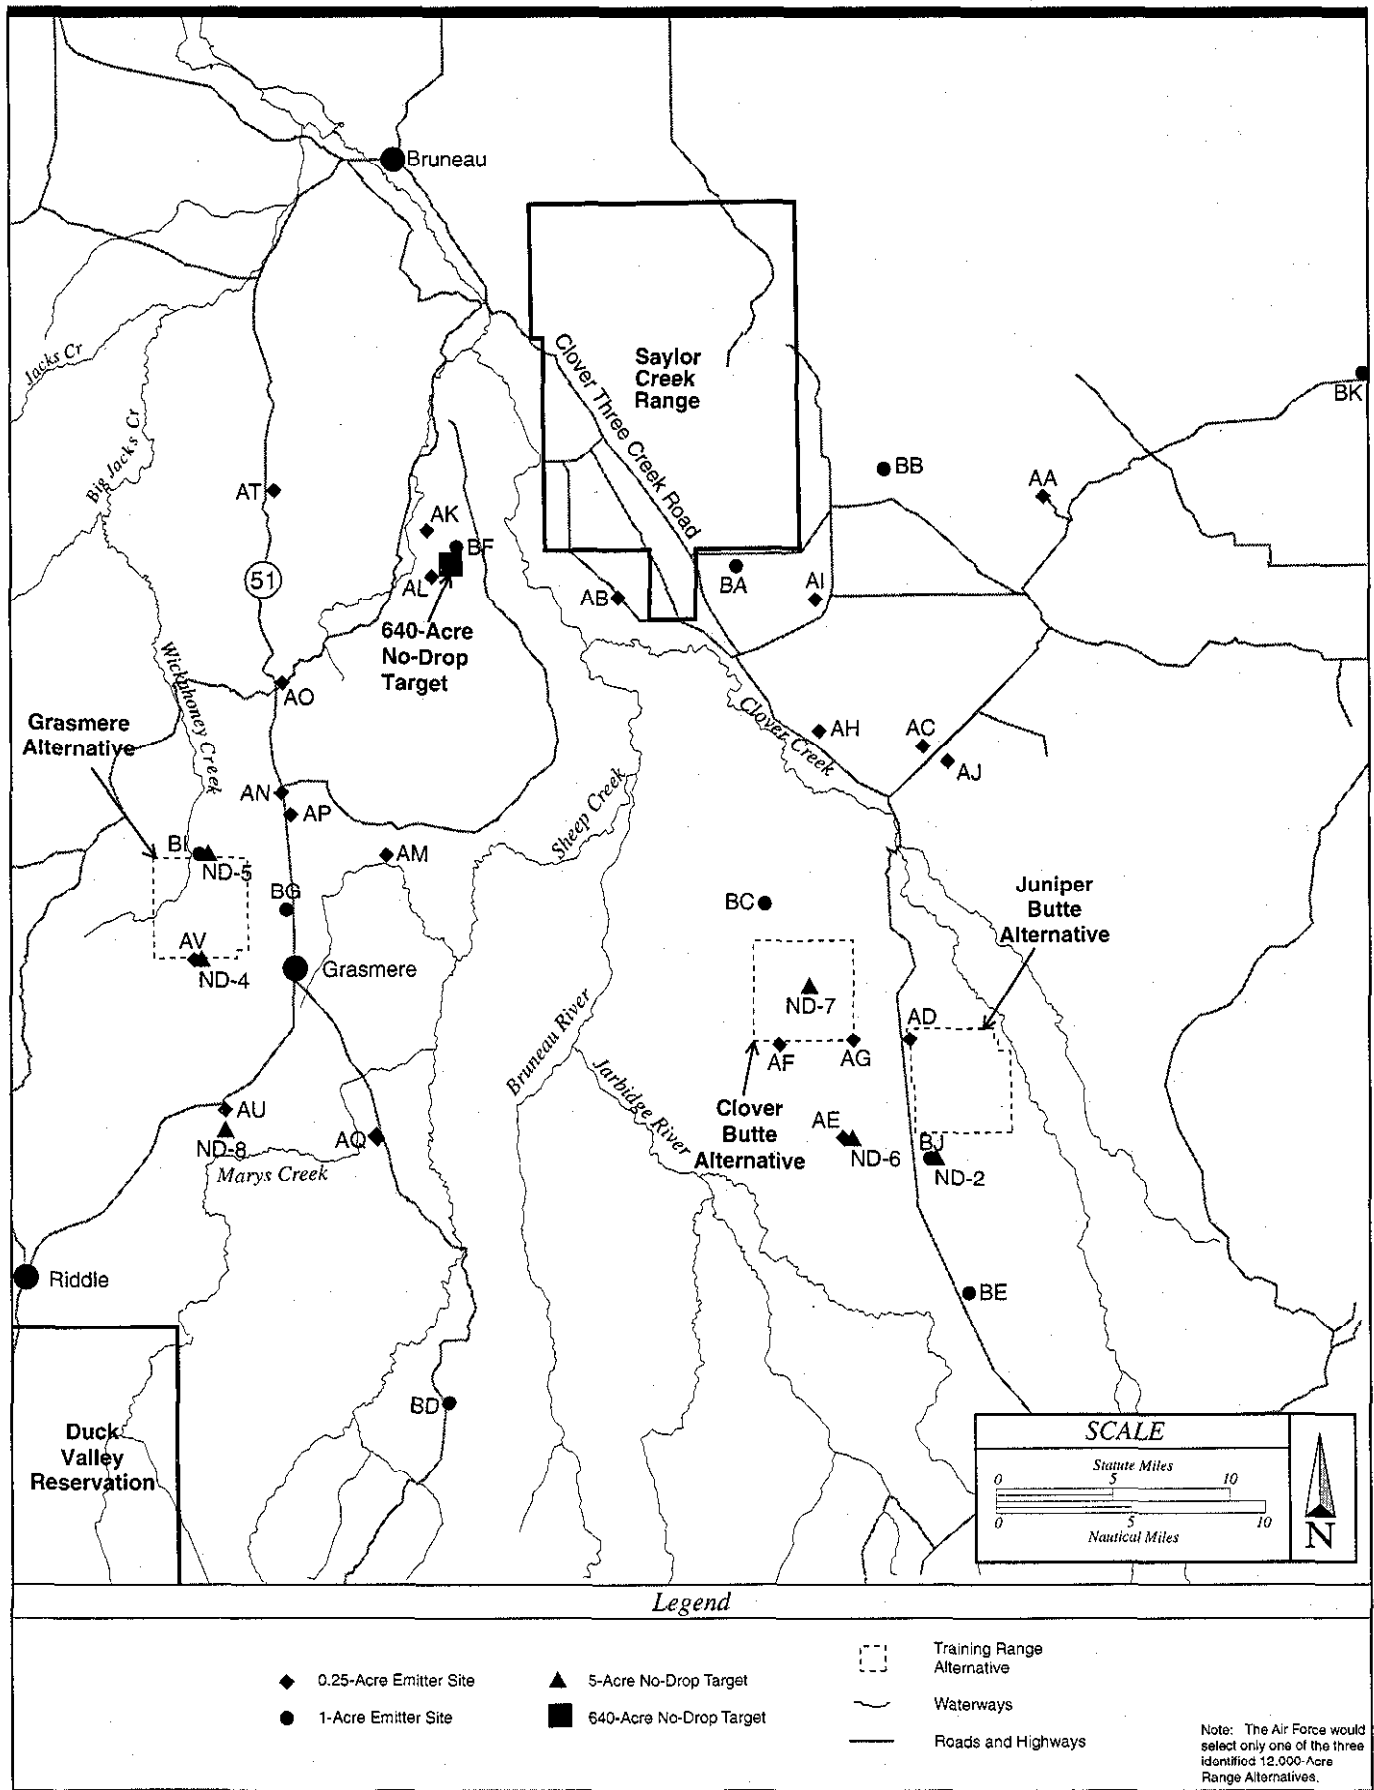 Bruneau
Saylor
Creek
Range
Clover Three Creek Road
Jacks Cr
Big Jacks Cr
BK
BB
AA
AT
AK
BF
51
AL
AB
BA
AI
640-Acre
No-Drop
Target
Wickphoney Creek
AO
Grasmere
Alternative
Clover Creek
AH
AC
AJ
AN
AP
Sheep Creek
BI
ND-5
AM
BG
BC
Juniper
Butte
Alternative
AV
ND-4
Grasmere
ND-7
Bruneau River
AD
AF
AG
Jarbidge River
Clover
Butte
Alternative
AU
ND-8
AQ
AE
ND-6
BJ
ND-2
Marys Creek
Riddle
BE
BD
Duck
Valley
Reservation
SCALE
Statute Miles
0 5 10
0 5 10
Nautical Miles
N
Legend
0.25-Acre Emitter Site
1-Acre Emitter Site
5-Acre No-Drop Target
640-Acre No-Drop Target
Training Range
Alternative
Waterways
Roads and Highways
Note: The Air Force would
select only one of the three
identified 12,000-Acre
Range Alternatives.